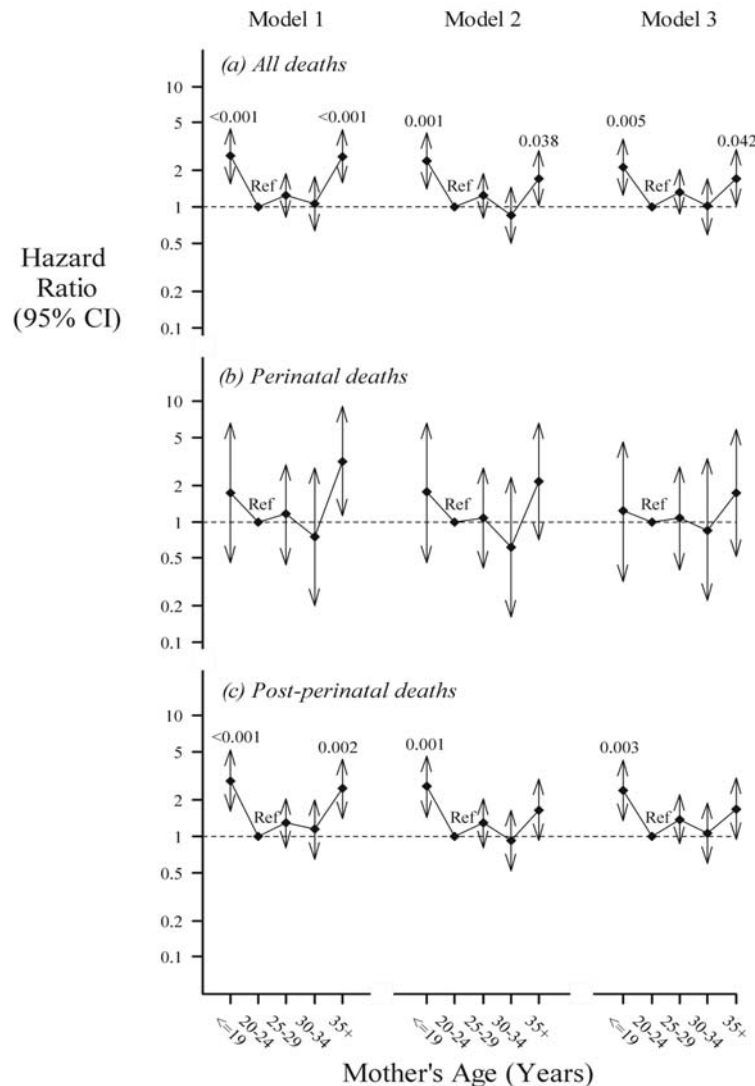 Model 1 Model 2 Model 3
(a) All deaths
10
<0.001 <0.001 0.001 0.038 0.005 0.042
5
2
Ref Ref Ref
1
0.5
0.2
0.1
Hazard
Ratio
(95% CI)
(b) Perinatal deaths
10
5
2
Ref Ref Ref
1
0.5
0.2
0.1
(c) Post-perinatal deaths
10
<0.001 0.002 0.001 0.003
5
2
Ref Ref Ref
1
0.5
0.2
0.1
<=19 20-24 25-29 30-34 35+ <=19 20-24 25-29 30-34 35+ <=19 20-24 25-29 30-34 35+
Mother's Age (Years)